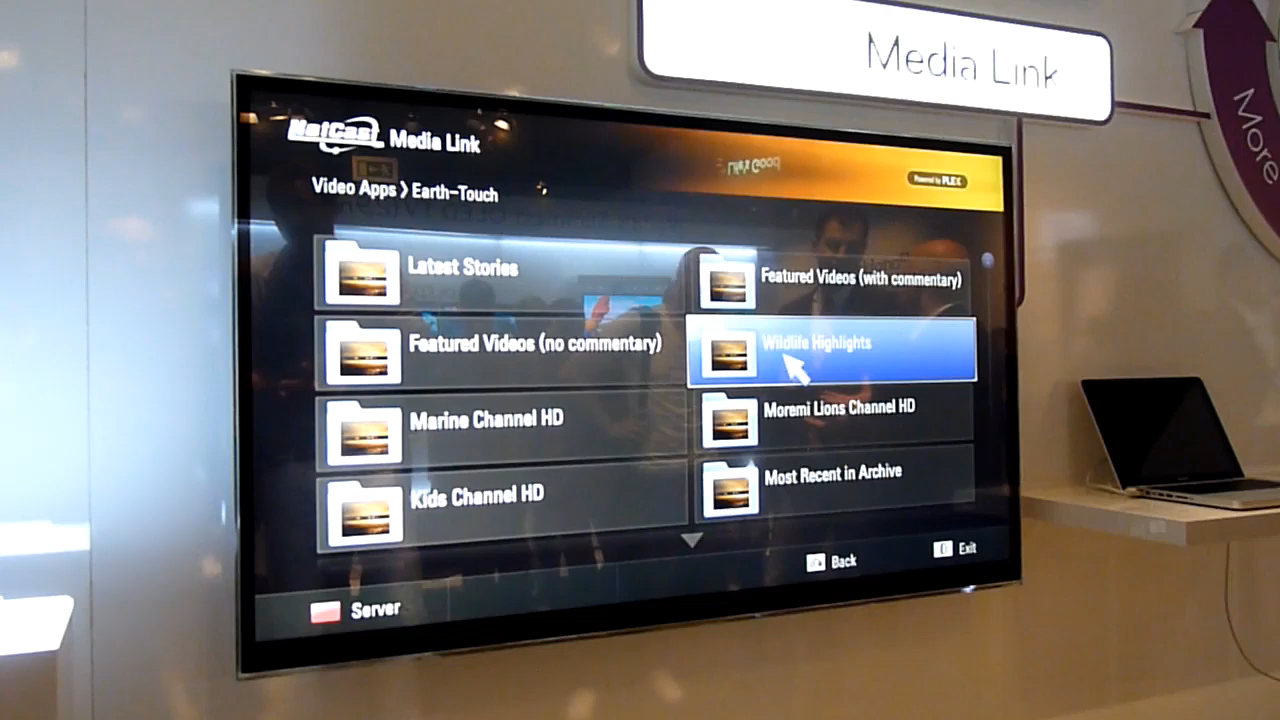 Media Link
More
NetCast Media Link
Powered by PLEX
Video Apps > Earth-Touch
Latest Stories
Featured Videos (with commentary)
Featured Videos (no commentary)
Wildlife Highlights
Marine Channel HD
Moremi Lions Channel HD
Kids Channel HD
Most Recent in Archive
Back
Exit
Server